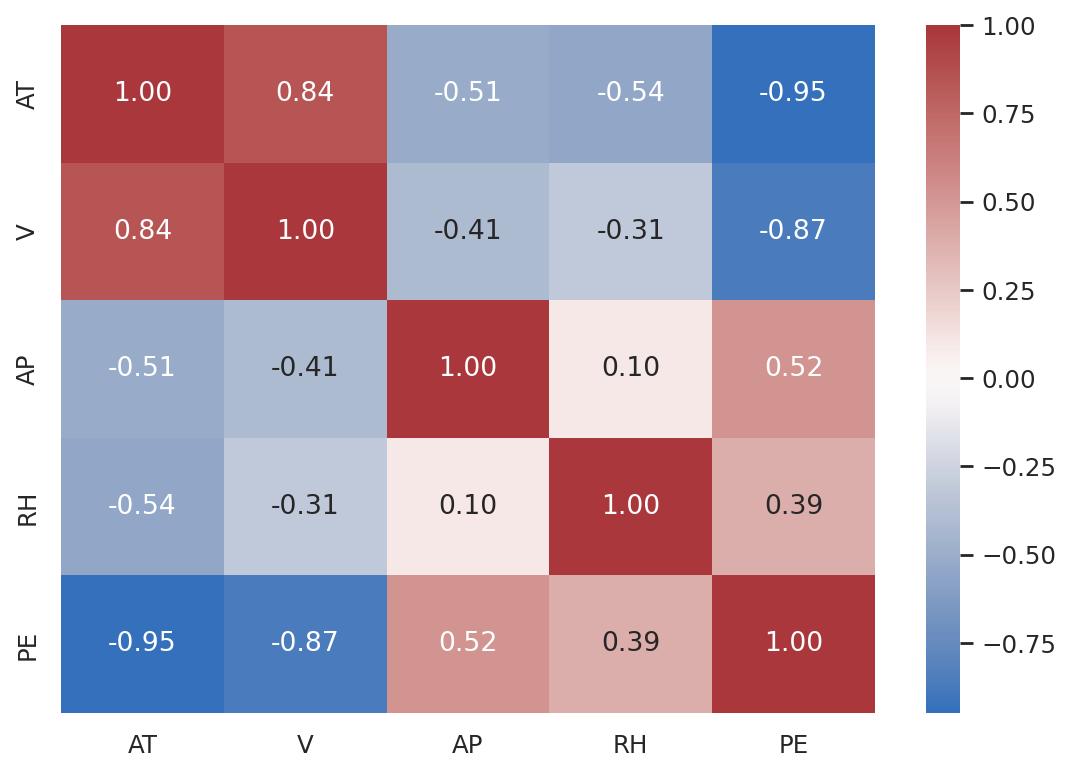 AT 1.00 0.84 -0.51 -0.54 -0.95
V 0.84 1.00 -0.41 -0.31 -0.87
AP -0.51 -0.41 1.00 0.10 0.52
RH -0.54 -0.31 0.10 1.00 0.39
PE -0.95 -0.87 0.52 0.39 1.00
AT V AP RH PE
1.00
0.75
0.50
0.25
0.00
−0.25
−0.50
−0.75